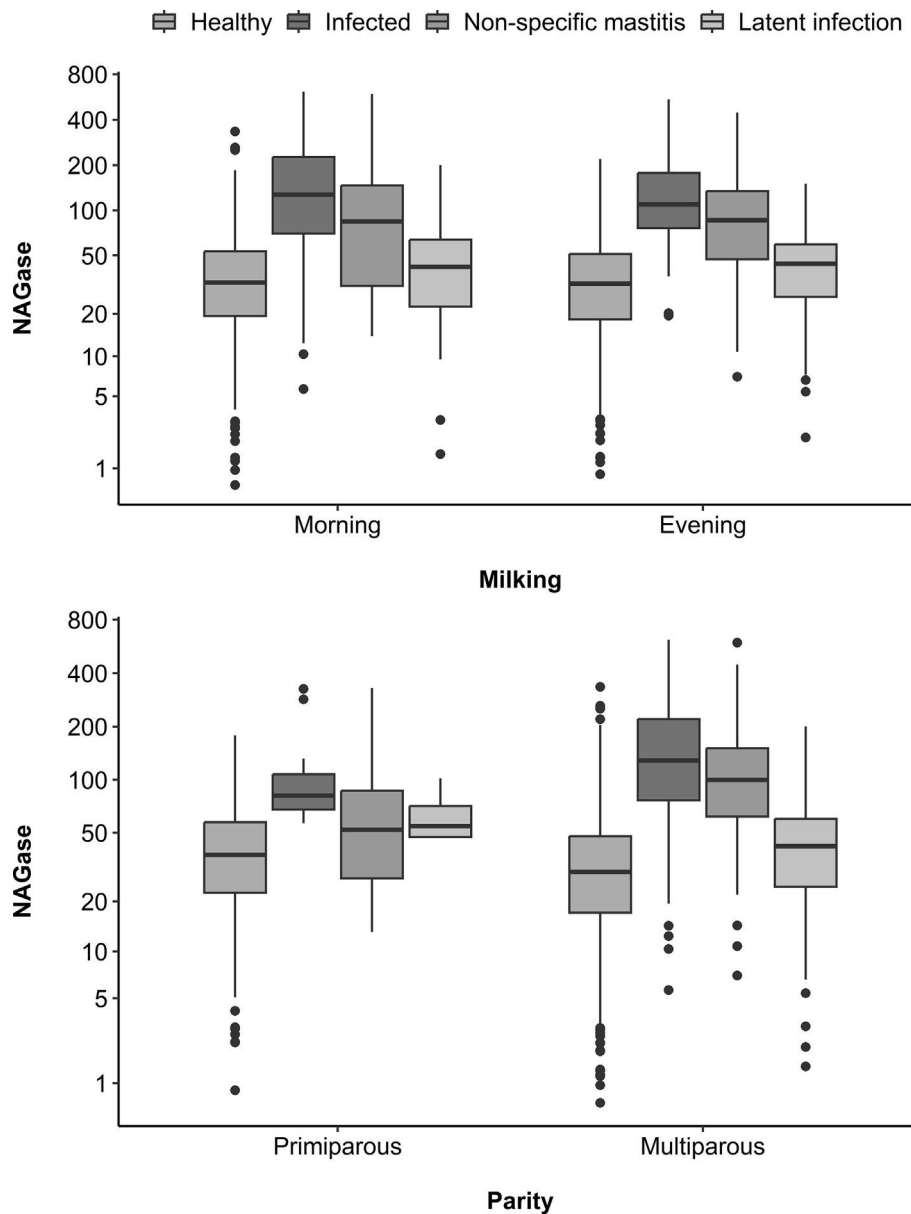 Healthy Infected Non-specific mastitis Latent infection
800
400
200
100
50
20
10
5
1
NAGase
Morning Evening
Milking
800
400
200
100
50
20
10
5
1
NAGase
Primiparous Multiparous
Parity